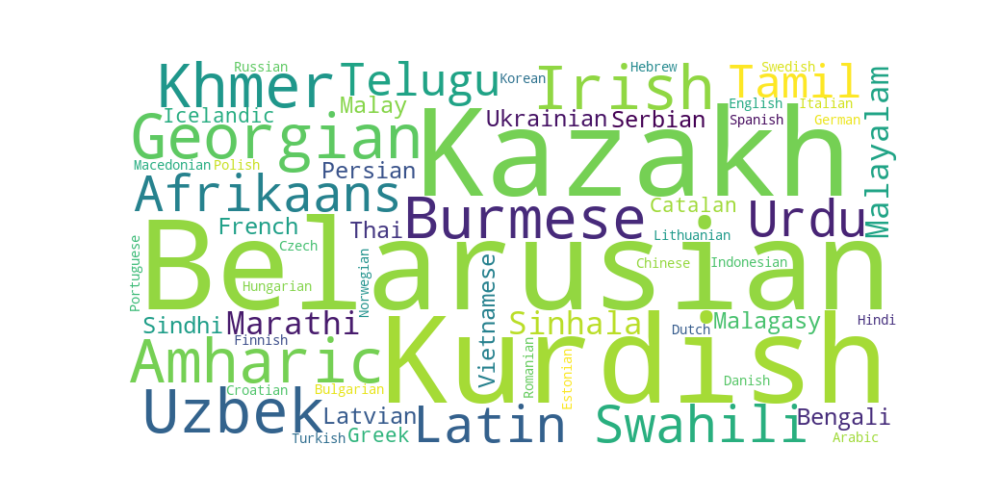 Russian
Khmer
Telugu
Korean
Irish
Hebrew
Tamil
Swedish
Icelandic
Malay
Ukrainian
Serbian
English
Italian
Spanish
German
Malayalam
Georgian
Kazakh
Macedonian
Polish
Persian
Afrikaans
Burmese
Catalan
Urdu
French
Thai
Lithuanian
Czech
Belarusian
Chinese
Indonesian
Portuguese
Hungarian
Norwegian
Vietnamese
Sindhi
Marathi
Sinhala
Dutch
Malagasy
Hindi
Finnish
Amharic
Kurdish
Romanian
Estonian
Danish
Croatian
Bulgarian
Uzbek
Latvian
Latin
Swahili
Bengali
Turkish
Greek
Arabic